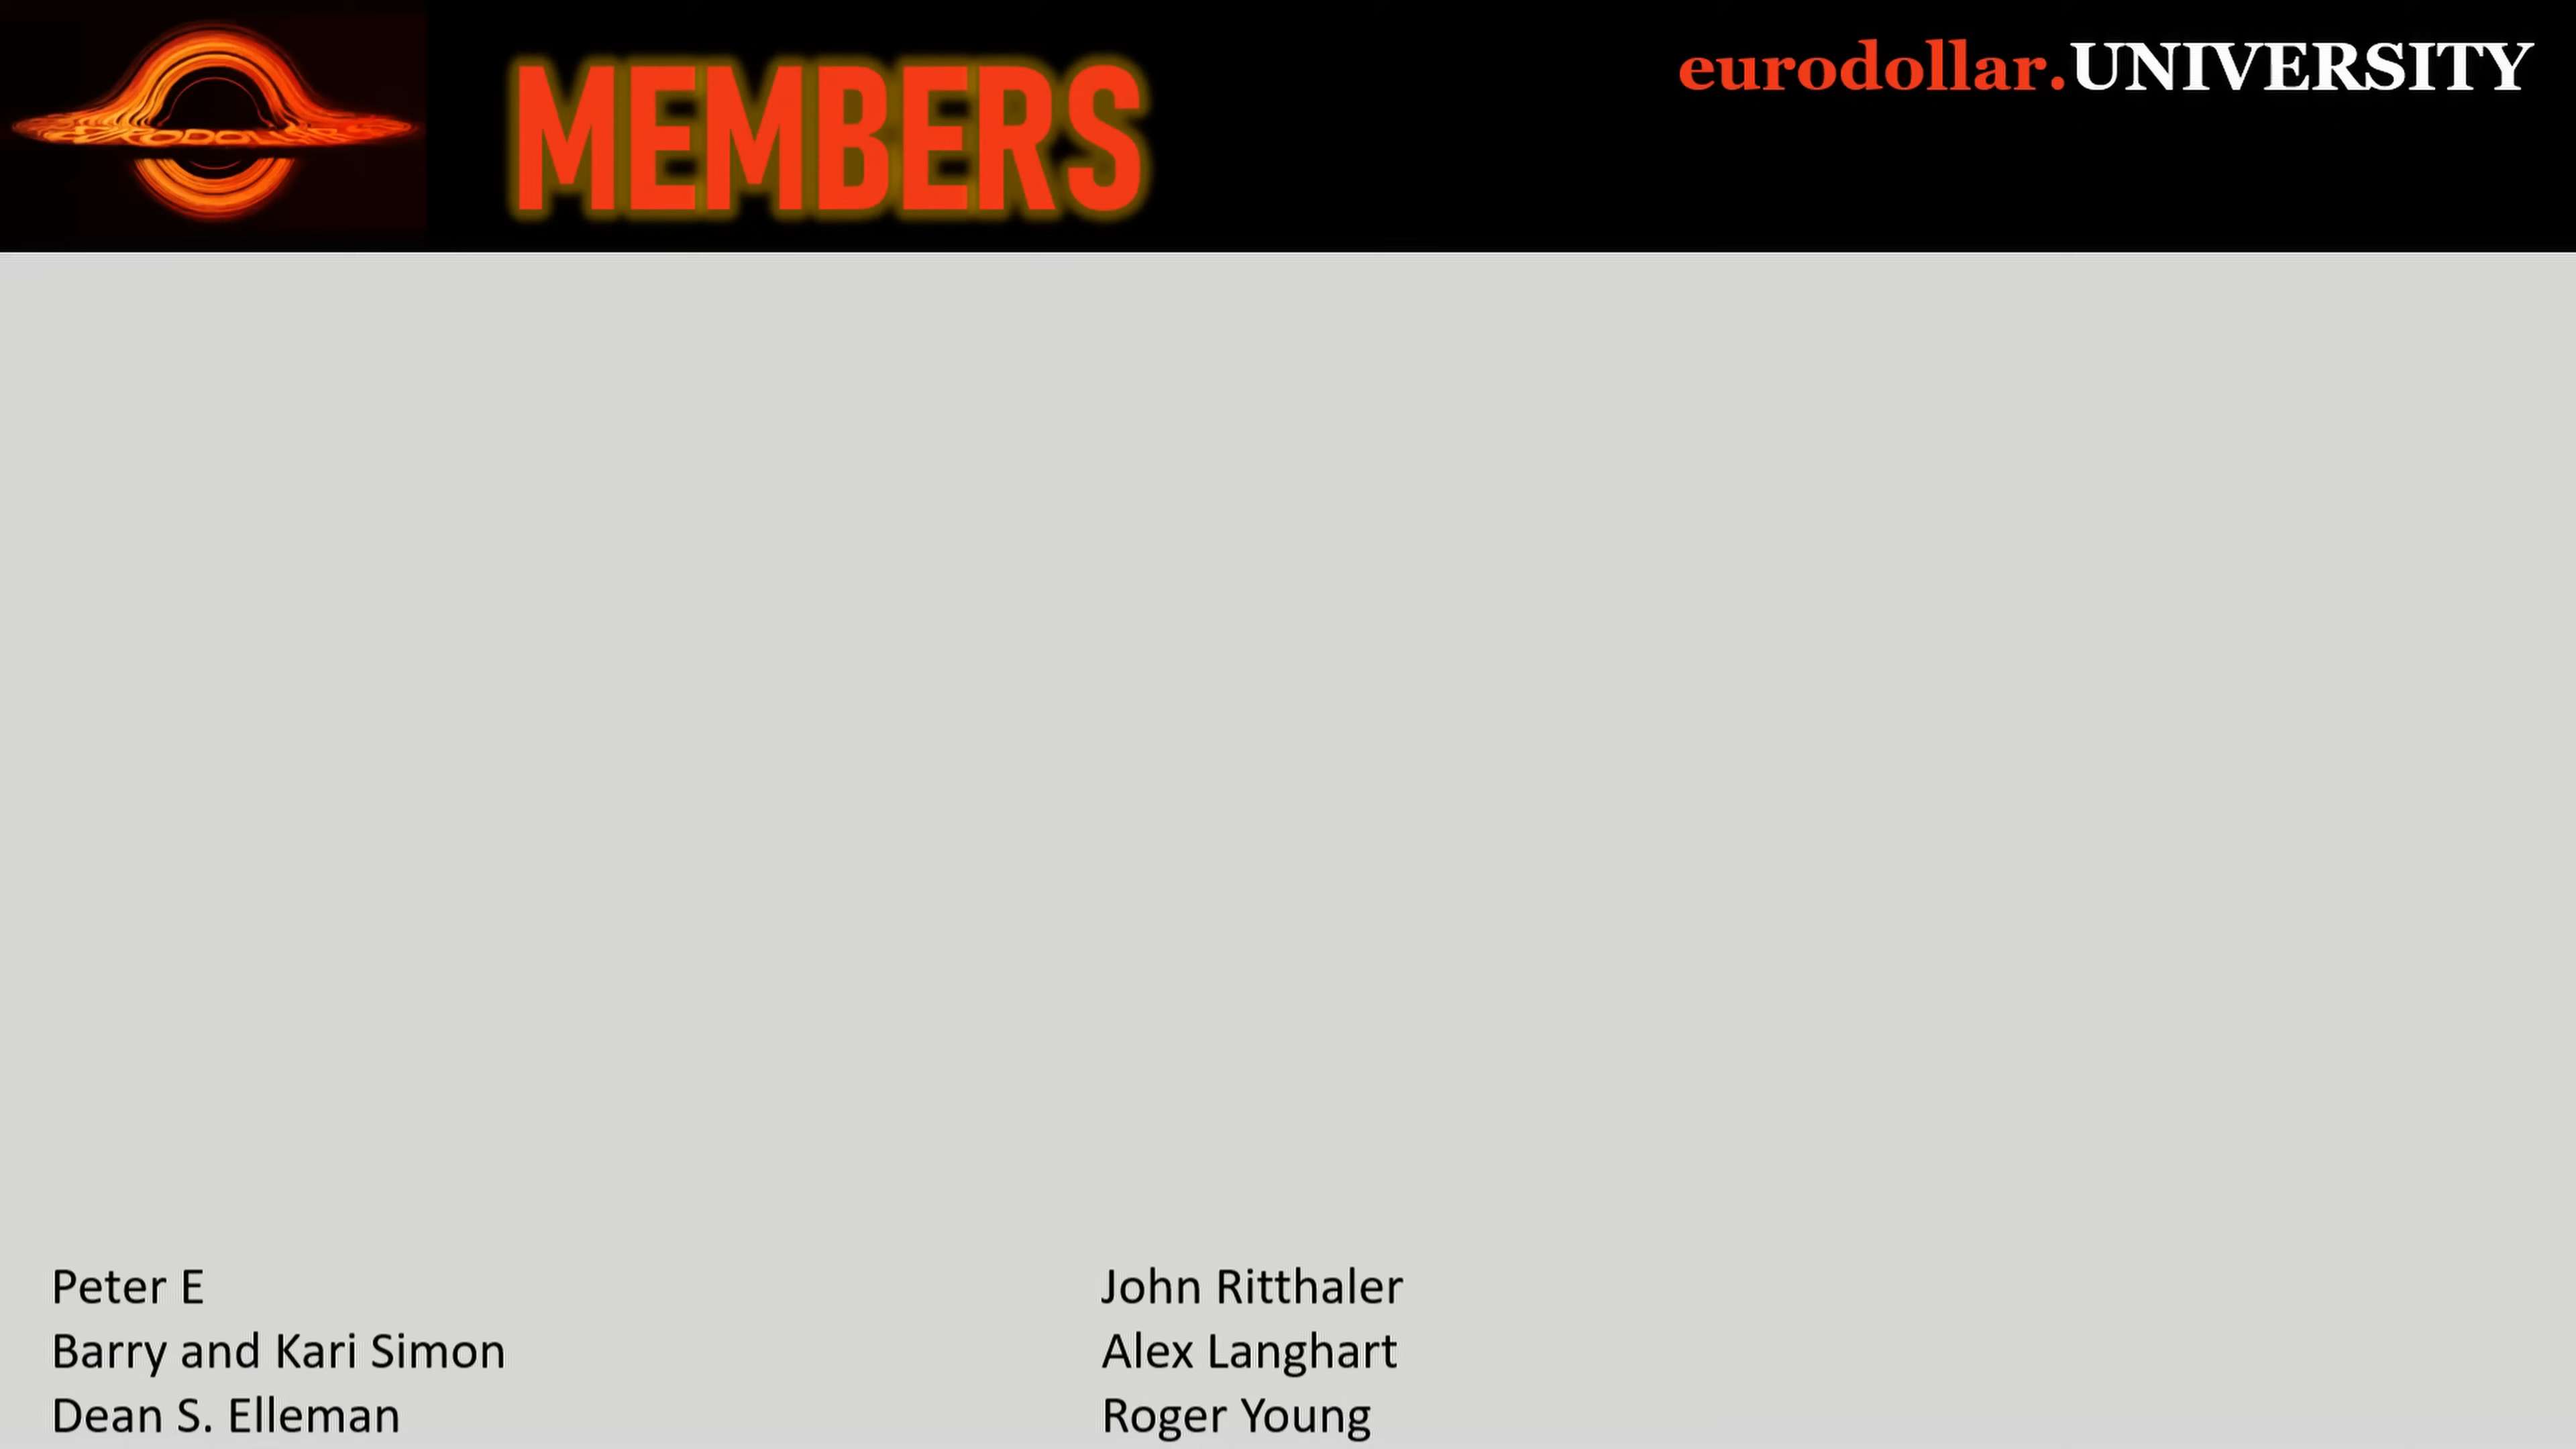 MEMBERS
eurodollar.UNIVERSITY
Peter E
Barry and Kari Simon
Dean S. Elleman
John Ritthaler
Alex Langhart
Roger Young